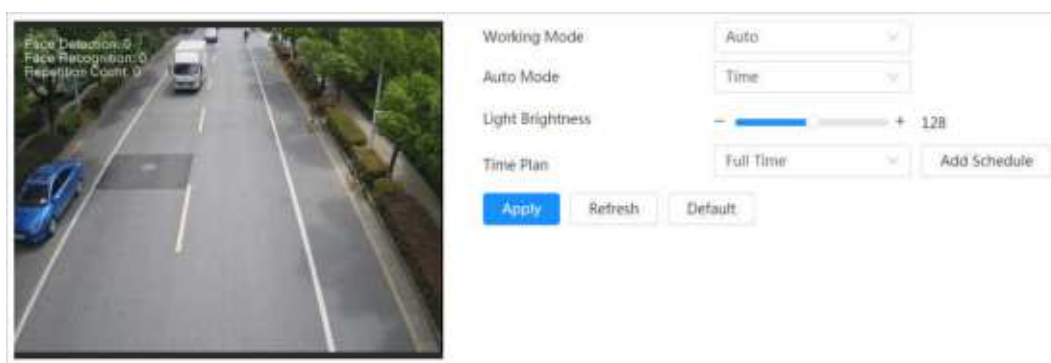 Face Detection: 0
Face Recognition: 0
Repetition Count: 0
Working Mode Auto
Auto Mode Time
Light Brightness - + 128
Time Plan Full Time Add Schedule
Apply Refresh Default